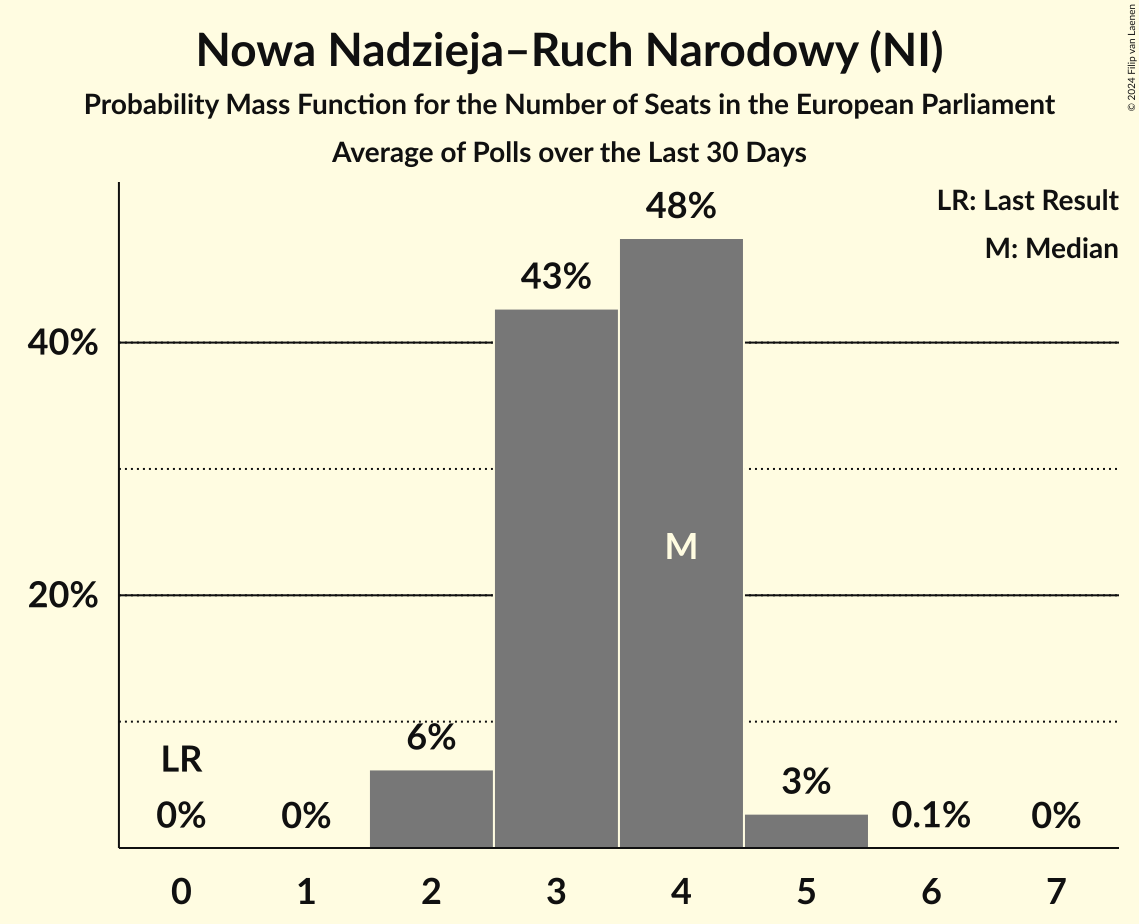 Nowa Nadzieja–Ruch Narodowy (NI)
Probability Mass Function for the Number of Seats in the European Parliament
Average of Polls over the Last 30 Days
© 2024 Filip van Laenen
LR: Last Result
M: Median
48%
43%
40%
M
20%
6%
LR
3%
0%
0%
0.1%
0%
0
1
2
3
4
5
6
7